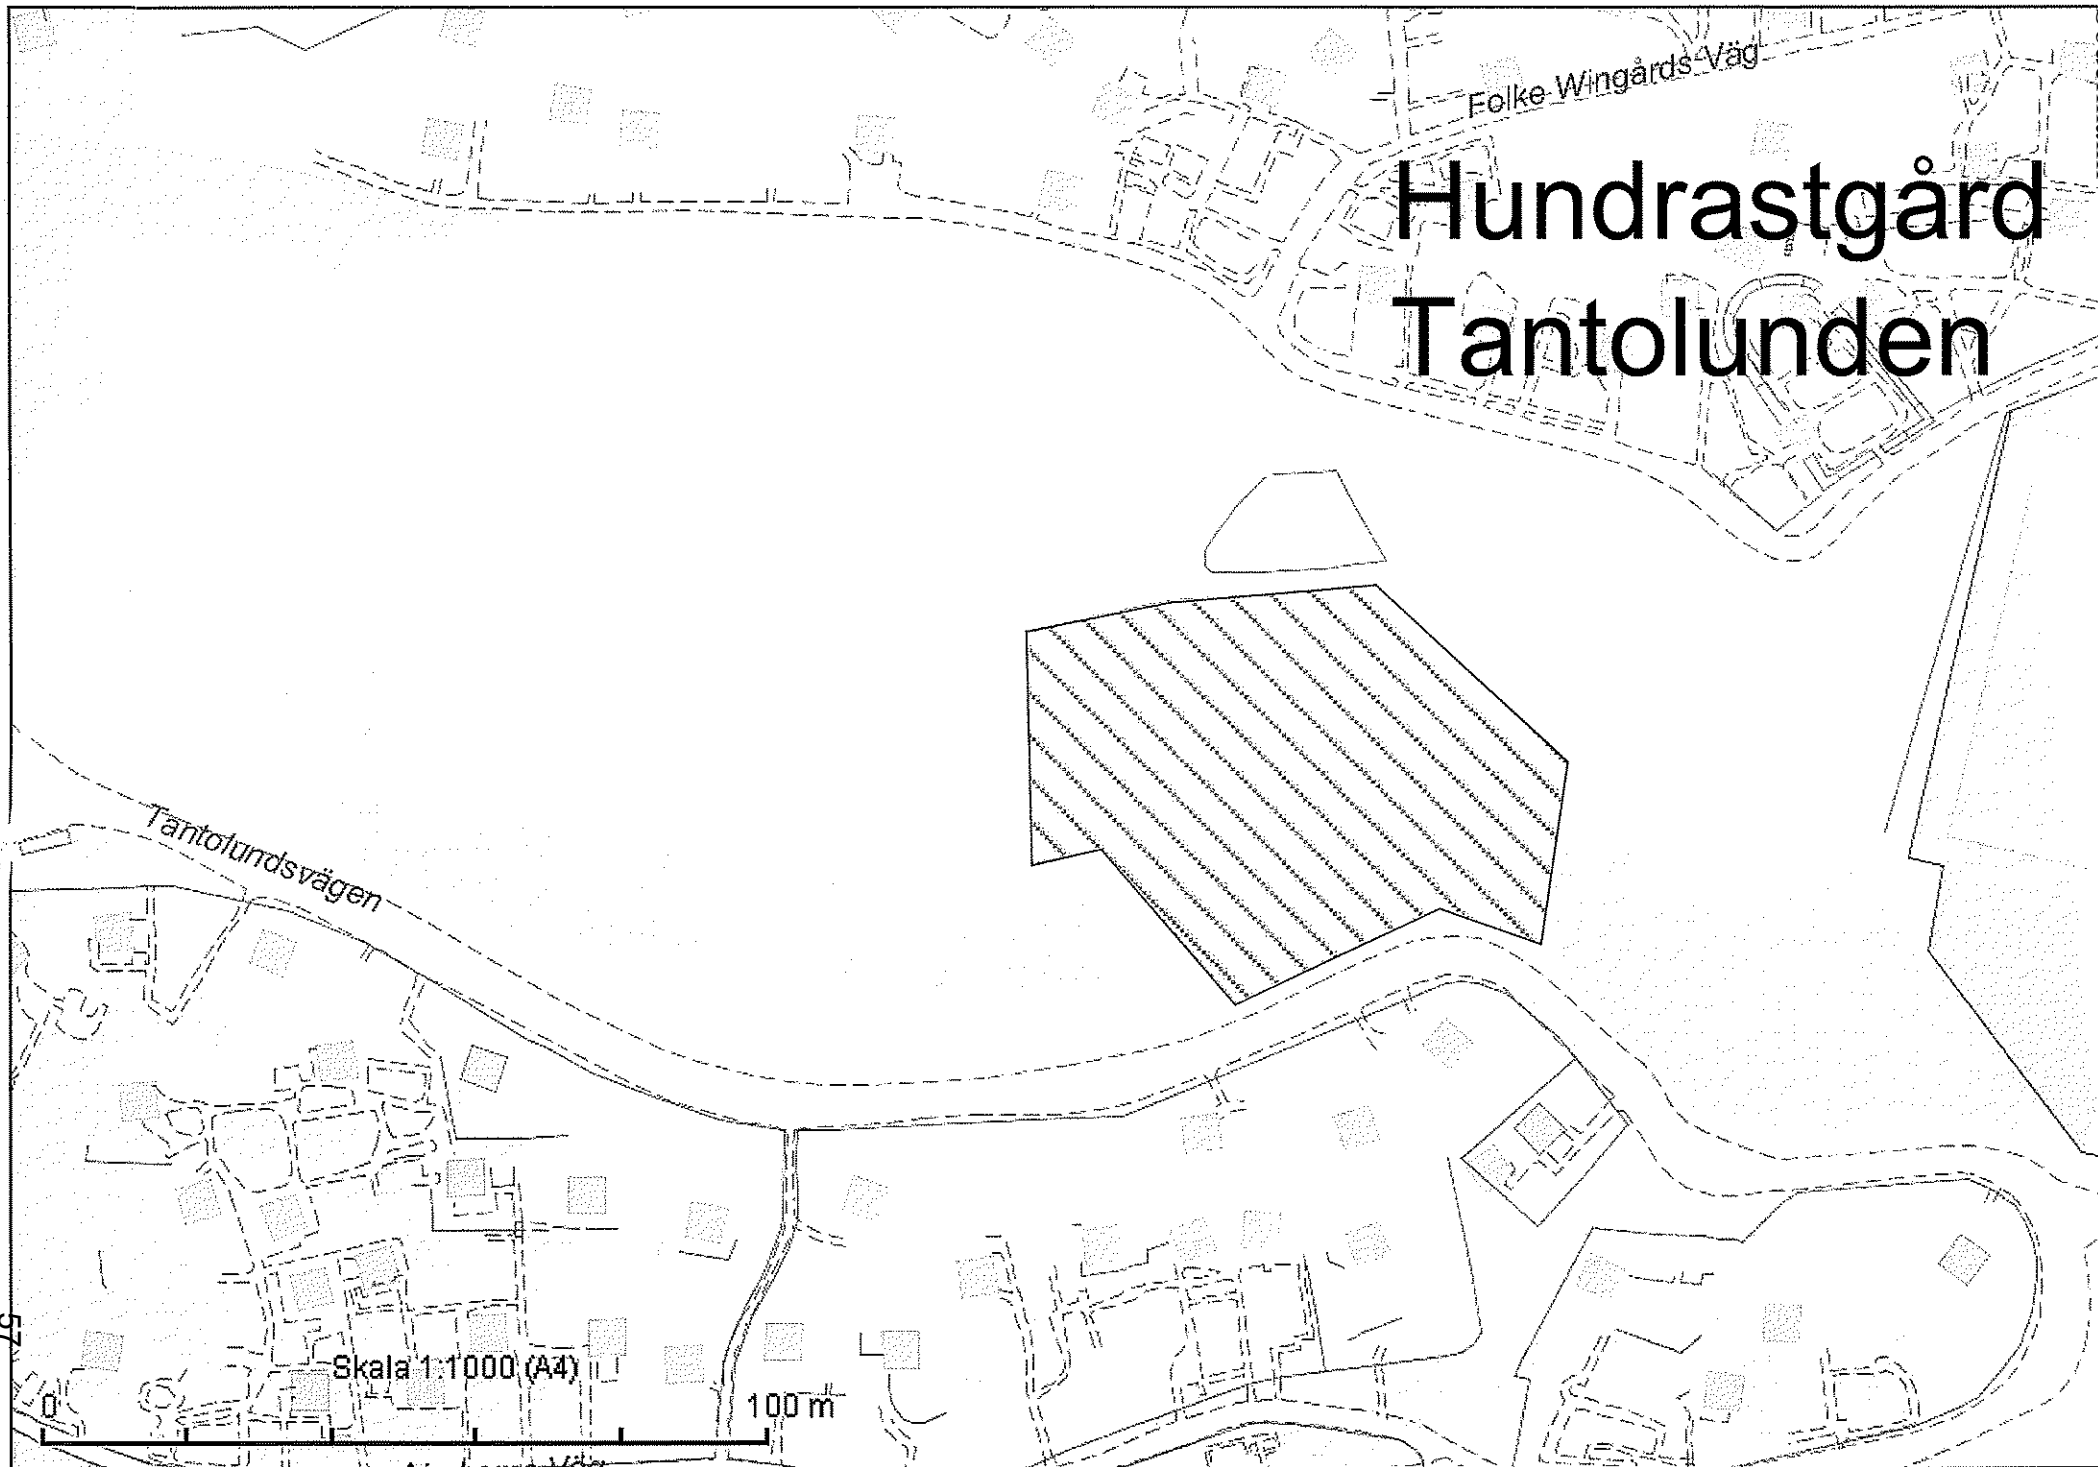 Folke Wingårds Väg
Hundrastgård
Tantolunden
Tantolundsvägen
57
Skala 1:1000 (A4)
0
100 m